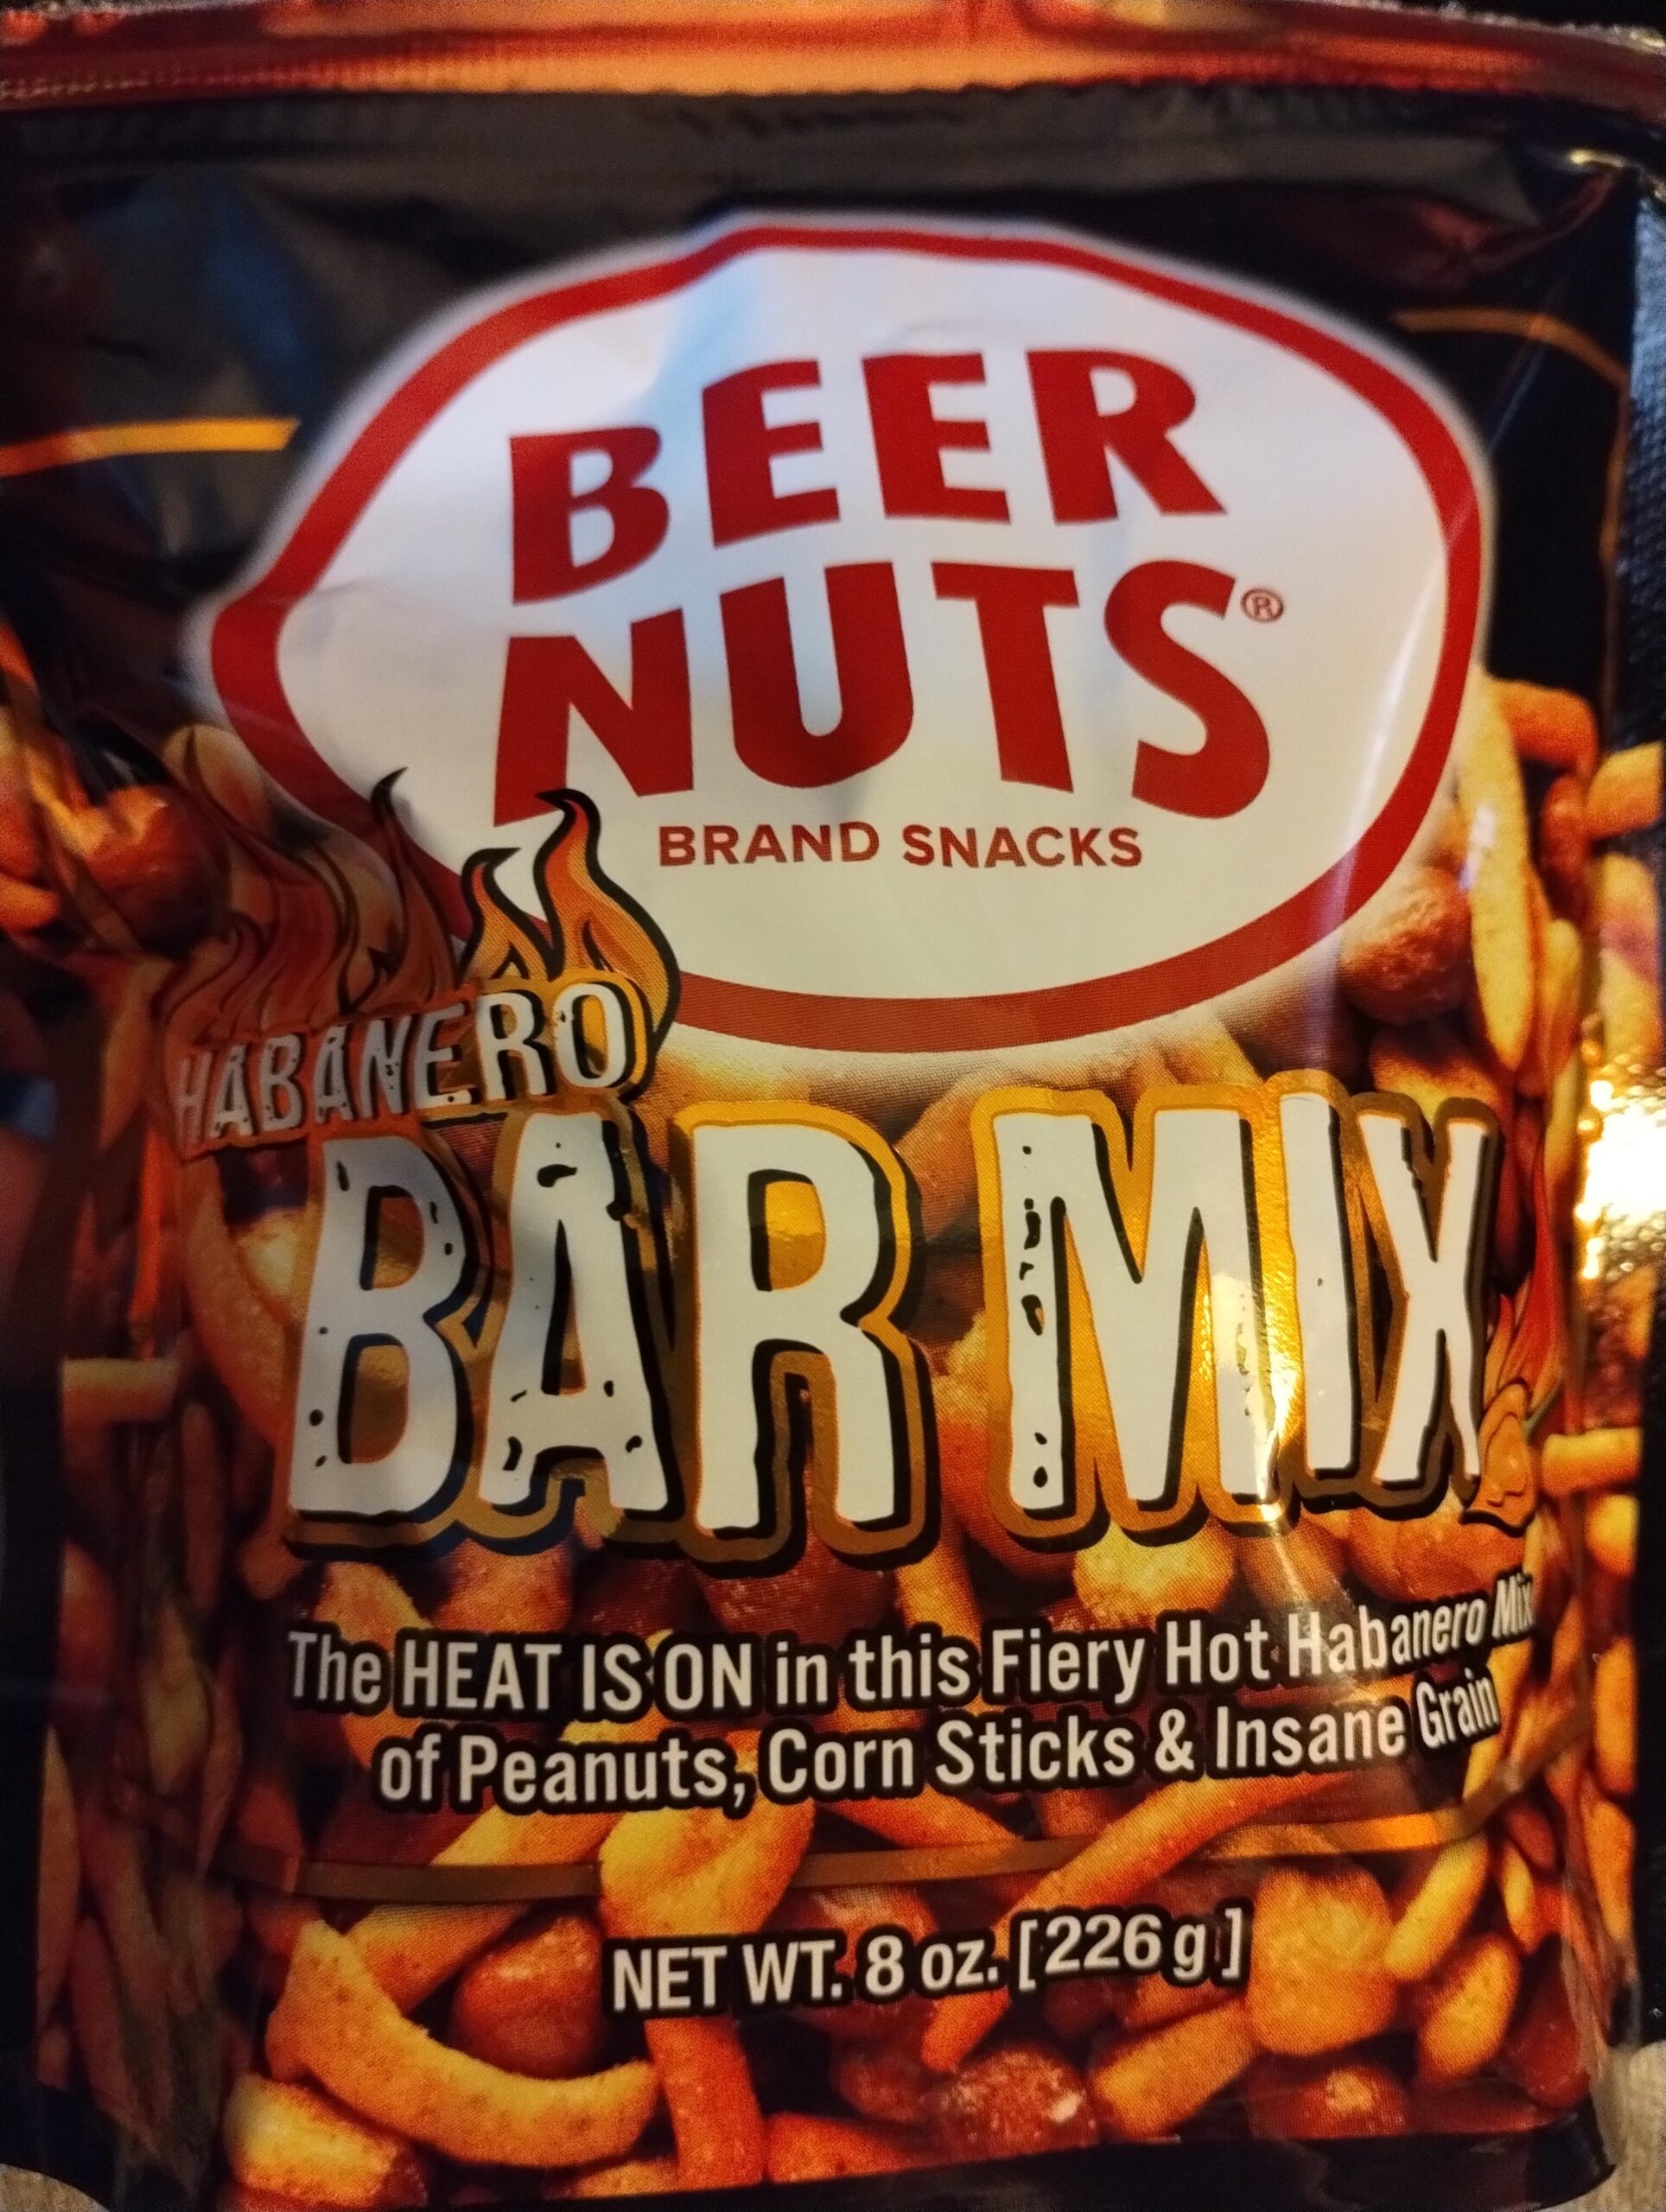 BEER
NUTS®
BRAND SNACKS
HABANERO
BAR MIX
The HEAT IS ON in this Fiery Hot Habanero Mix
of Peanuts, Corn Sticks & Insane Grain
NET WT. 8 oz. [226 g]